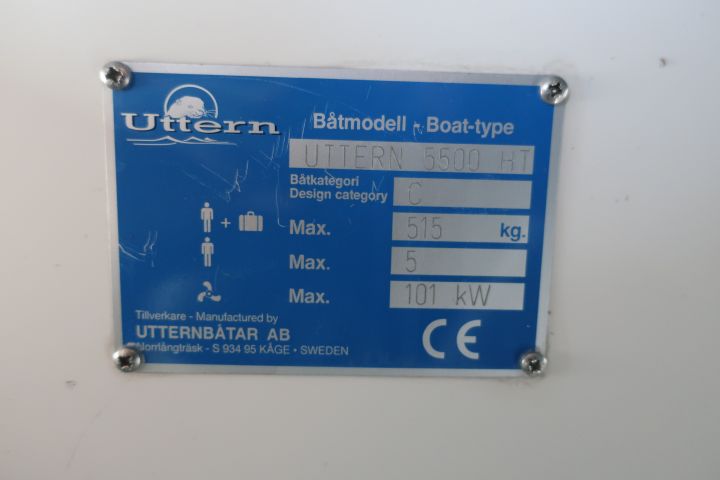 Uttern
Båtmodell - Boat-type
UTTERN 5500 HT
Båtkategori
Design category C
+ Max. 515 kg.
Max. 5
Max. 101 kW
Tillverkare - Manufactured by
UTTERNBÅTAR AB
Norrlångträsk - S 934 95 KÅGE • SWEDEN
CE